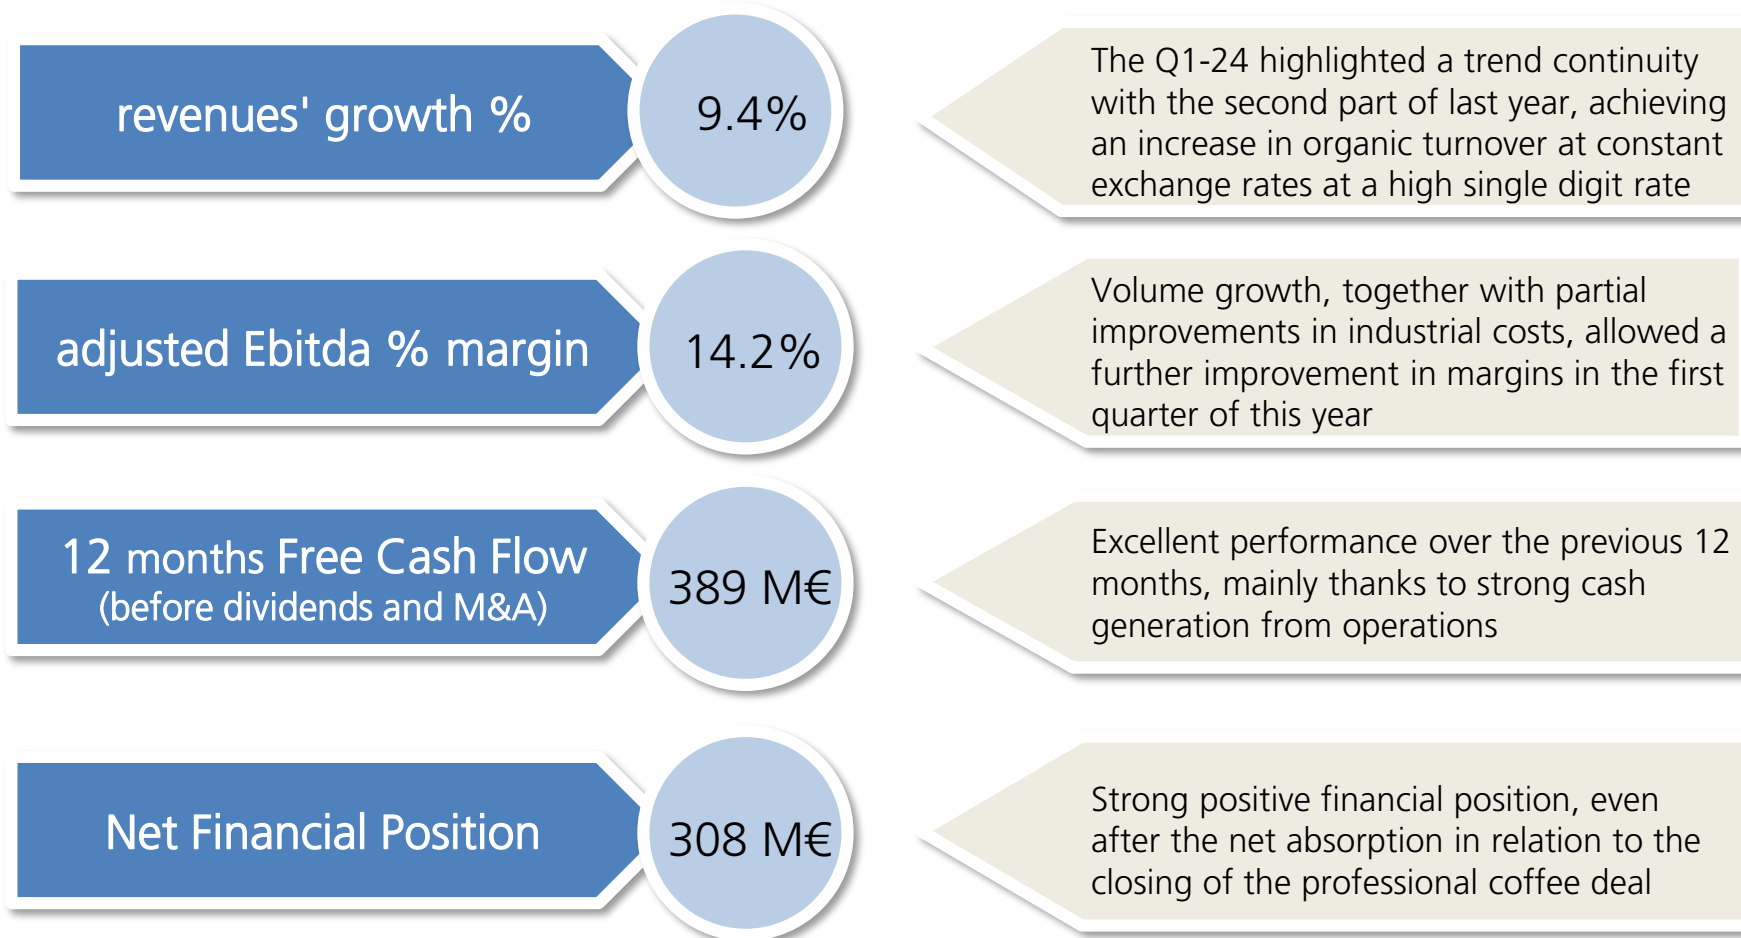 revenues' growth %
9.4%
The Q1-24 highlighted a trend continuity
with the second part of last year, achieving
an increase in organic turnover at constant
exchange rates at a high single digit rate
adjusted Ebitda % margin
14.2%
Volume growth, together with partial
improvements in industrial costs, allowed a
further improvement in margins in the first
quarter of this year
12 months Free Cash Flow
(before dividends and M&A)
389 M€
Excellent performance over the previous 12
months, mainly thanks to strong cash
generation from operations
Net Financial Position
308 M€
Strong positive financial position, even
after the net absorption in relation to the
closing of the professional coffee deal